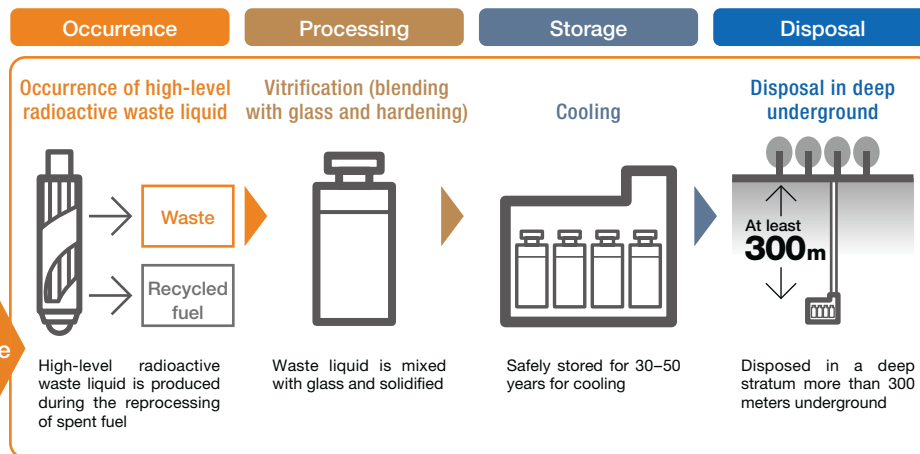 Occurrence
Processing
Storage
Disposal
Occurrence of high-level
radioactive waste liquid
Vitrification (blending
with glass and hardening)
Cooling
Disposal in deep
underground
Waste
Recycled
fuel
At least
300m
e
High-level radioactive
waste liquid is produced
during the reprocessing
of spent fuel
Waste liquid is mixed
with glass and solidified
Safely stored for 30–50
years for cooling
Disposed in a deep
stratum more than 300
meters underground